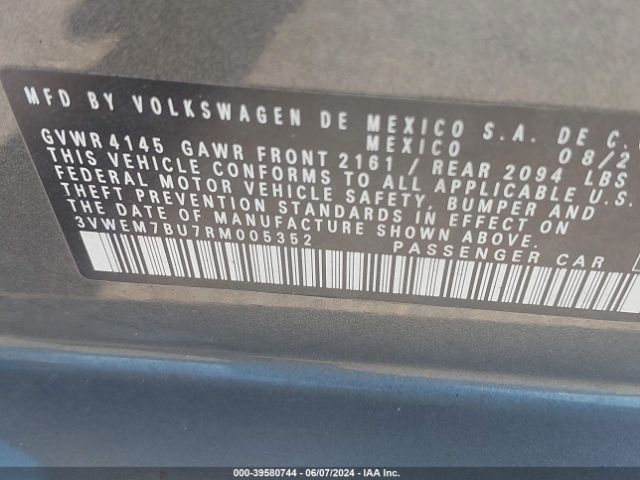 MFD BY VOLKSWAGEN DE MEXICO S.A. DE C.
MEXICO 08/2
GVWR 4145 GAWR FRONT 2161 / REAR 2094 LBS
THIS VEHICLE CONFORMS TO ALL APPLICABLE U.S.
FEDERAL MOTOR VEHICLE SAFETY, BUMPER AND
THEFT PREVENTION STANDARDS IN EFFECT ON
THE DATE OF MANUFACTURE SHOWN ABOVE.
3VWEM7BU7RM005352 PASSENGER CAR
000-39580744 / 06/07/2024 / IAAI.COM